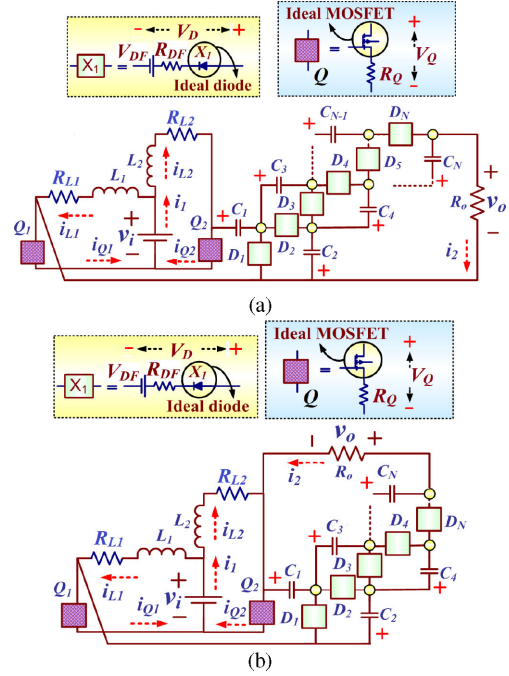 Ideal MOSFET
− V_D +
X_1 = V_DF R_DF X_1
Ideal diode
Q = R_Q + V_Q −
R_L2
C_N-1 D_N
L_2 i_L2 C_3 D_4 D_5 C_N
R_L1 L_1 i_1 Q_2 C_1 D_3 C_4 R_o v_o
Q_1 i_L1 v_i D_2
i_Q1 i_Q2 D_1 C_2 i_2
(a)
Ideal MOSFET
− V_D +
X_1 = V_DF R_DF X_1
Ideal diode
Q = R_Q + V_Q −
v_o
i_2 R_o
R_L2 C_N
L_2 i_L2 C_3 D_4 D_N
R_L1 L_1 i_1 Q_2 C_1 D_3 C_4
Q_1 i_L1 v_i D_2
i_Q1 i_Q2 D_1 C_2
(b)